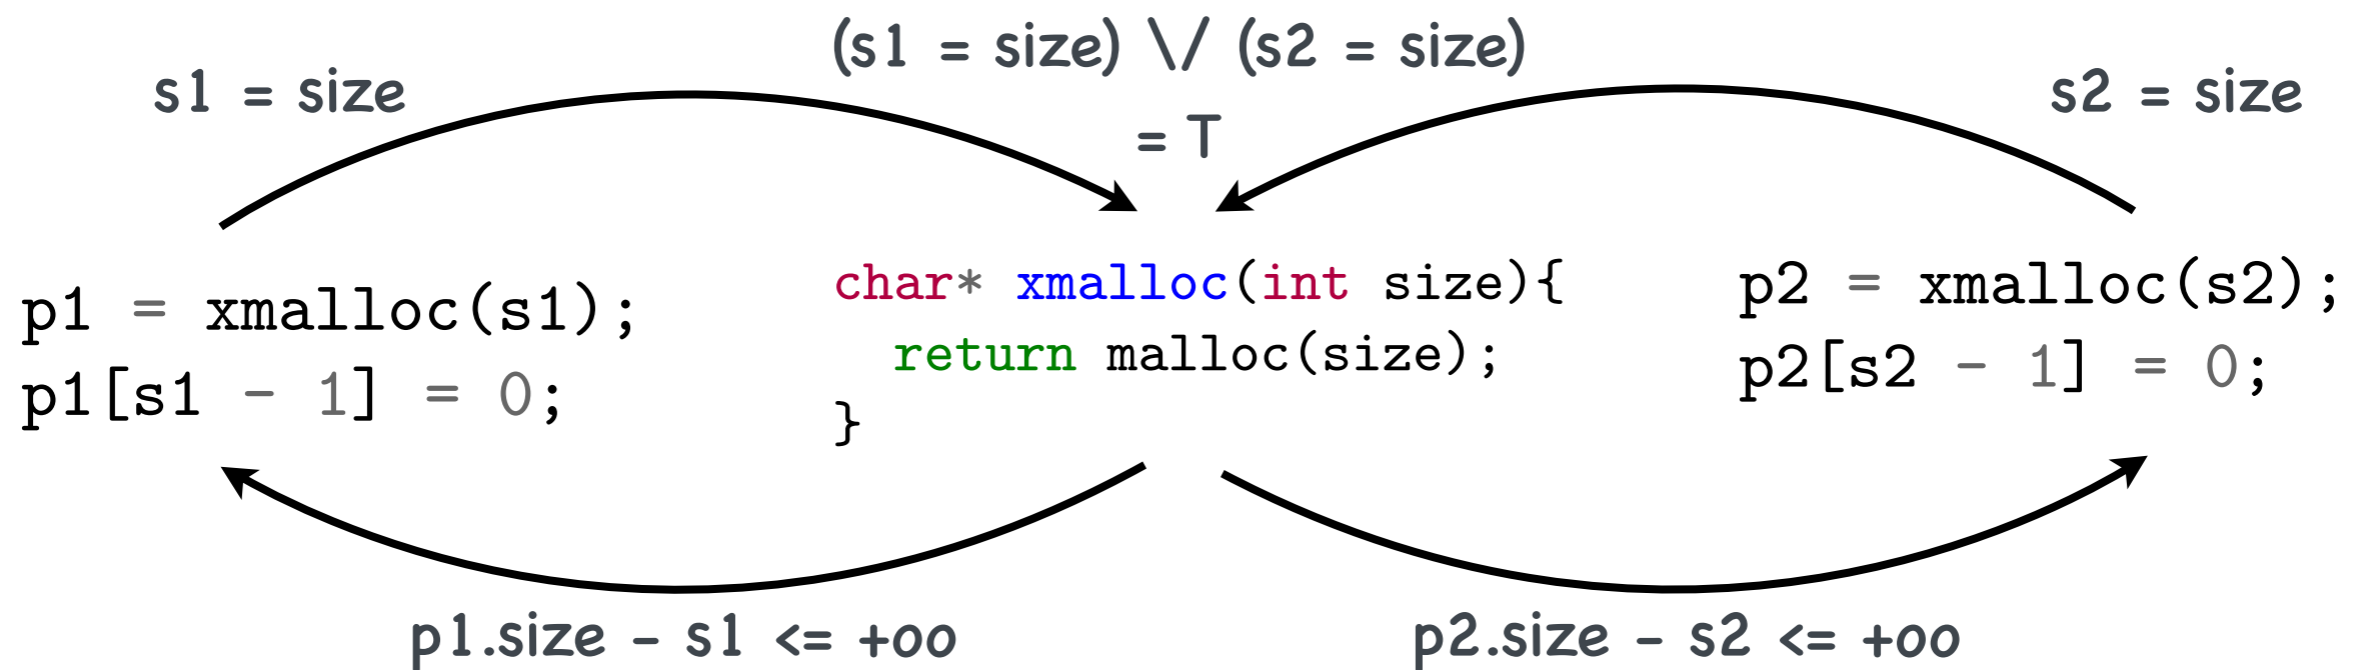 (s1 = size) \/ (s2 = size)
s1 = size
s2 = size
= T
char* xmalloc(int size){
return malloc(size);
}
p1 = xmalloc(s1);
p1[s1 - 1] = 0;
p2 = xmalloc(s2);
p2[s2 - 1] = 0;
p1.size - s1 <= +oo
p2.size - s2 <= +oo